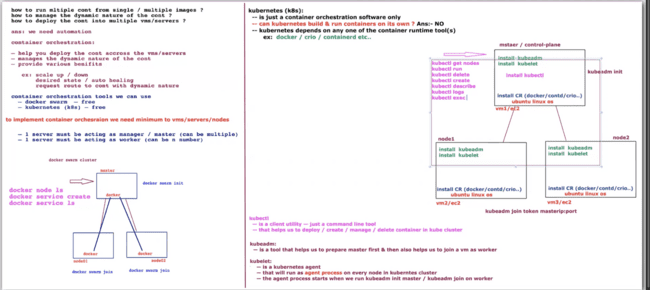 how to run mltiple cont from single / multiple images ?
how to manage the dynamic nature of the cont ?
how to deploy the cont into multiple vms/servers ?
ans: we need automation
container orchestration:
– help you deploy the cont accross the vms/servers
– manages the dynamic nature of the cont
– provide various benifits
ex: scale up / down
desired state / auto healing
request route to cont with dynamic nature
container orchestration tools we can use
– docker swarm – free
– kubernetes (k8s) – free
to implement container orchearsion we need minimum to vms/servers/nodes
– 1 server must be acting as manager / master (can be multiple)
– 1 server must be acting as worker (can be n number)
docker swarm cluster
master
docker swarm init
docker
docker node ls
docker service create
docker service ls
docker
docker
node01
node02
docker swarm join
docker swarm join
kubernetes (k8s):
-- is just a container orchestration software only
-- can kubernetes build & run containers on its own ? Ans:- NO
-- kubernetes depends on any one of the container runtime tool(s)
ex: docker / crio / containerd etc..
mstaer / control-plane
kubectl get nodes
kubectl run
kubectl delete
kubectl create
kubectl describe
kubectl logs
kubectl exec
install kubeadm
install kubelet
install kubectl
kubeadm init
install CR (docker/contd/crio..)
ubuntu linux os
vm1/ec2
node1
install kubeadm
install kubelet
install CR (docker/contd/crio..)
ubuntu linux os
vm2/ec2
node2
install kubeadm
install kubelet
install CR (docker/contd/crio..)
ubuntu linux os
vm3/ec2
kubeadm join token masterip:port
kubectl
– is a client utility – just a command line tool
– that helps us to deploy / create / manage / delete container in kube cluster
kubeadm:
– is a tool that helps us to prepare master first & then also helps us to join a vm as worker
kubelet:
– is a kubernetes agent
– that will run as agent process on every node in kuberntes cluster
– the agent process starts when we run kubeadm init master / kubeadm join on worker